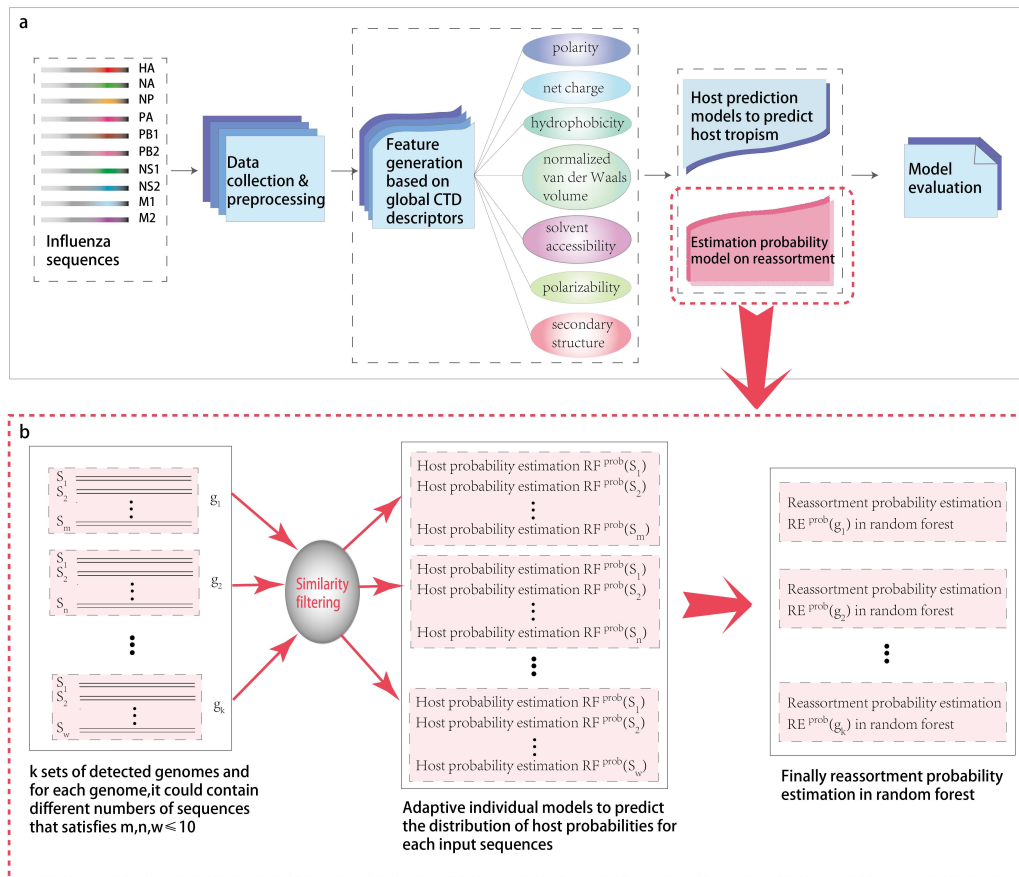 a
HA
NA
NP
PA
PB1
PB2
NS1
NS2
M1
M2
Influenza
sequences
Data
collection &
preprocessing
Feature
generation
based on
global CTD
descriptors
polarity
net charge
hydrophobicity
normalized
van der Waals
volume
solvent
accessibility
polarizability
secondary
structure
Host prediction
models to predict
host tropism
Estimation probability
model on reassortment
Model
evaluation
b
S1
S2
Sm
g1
S1
S2
Sn
g2
S1
S2
Sw
gk
k sets of detected genomes and
for each genome,it could contain
different numbers of sequences
that satisfies m,n,w≤10
Similarity
filtering
Host probability estimation RF prob(S1)
Host probability estimation RF prob(S2)
Host probability estimation RF prob(Sm)
Host probability estimation RF prob(S1)
Host probability estimation RF prob(S2)
Host probability estimation RF prob(Sn)
Host probability estimation RF prob(S1)
Host probability estimation RF prob(S2)
Host probability estimation RF prob(Sw)
Adaptive individual models to predict
the distribution of host probabilities for
each input sequences
Reassortment probability estimation
RE prob(g1) in random forest
Reassortment probability estimation
RE prob(g2) in random forest
Reassortment probability estimation
RE prob(gk) in random forest
Finally reassortment probability
estimation in random forest